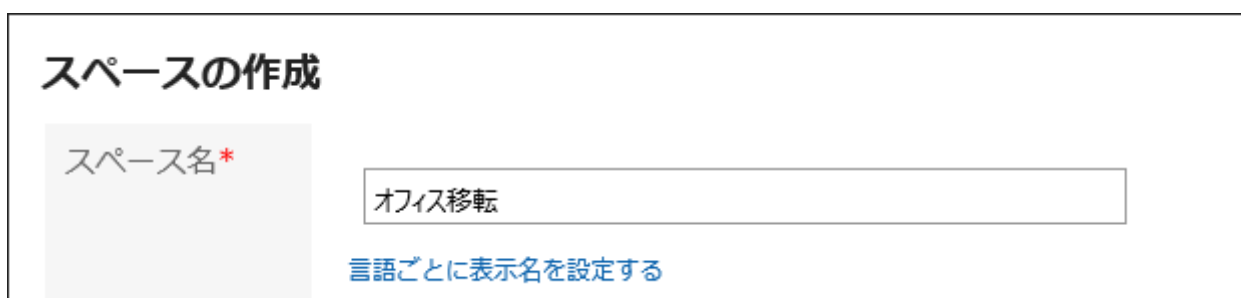 スペースの作成
スペース名*
オフィス移転
言語ごとに表示名を設定する